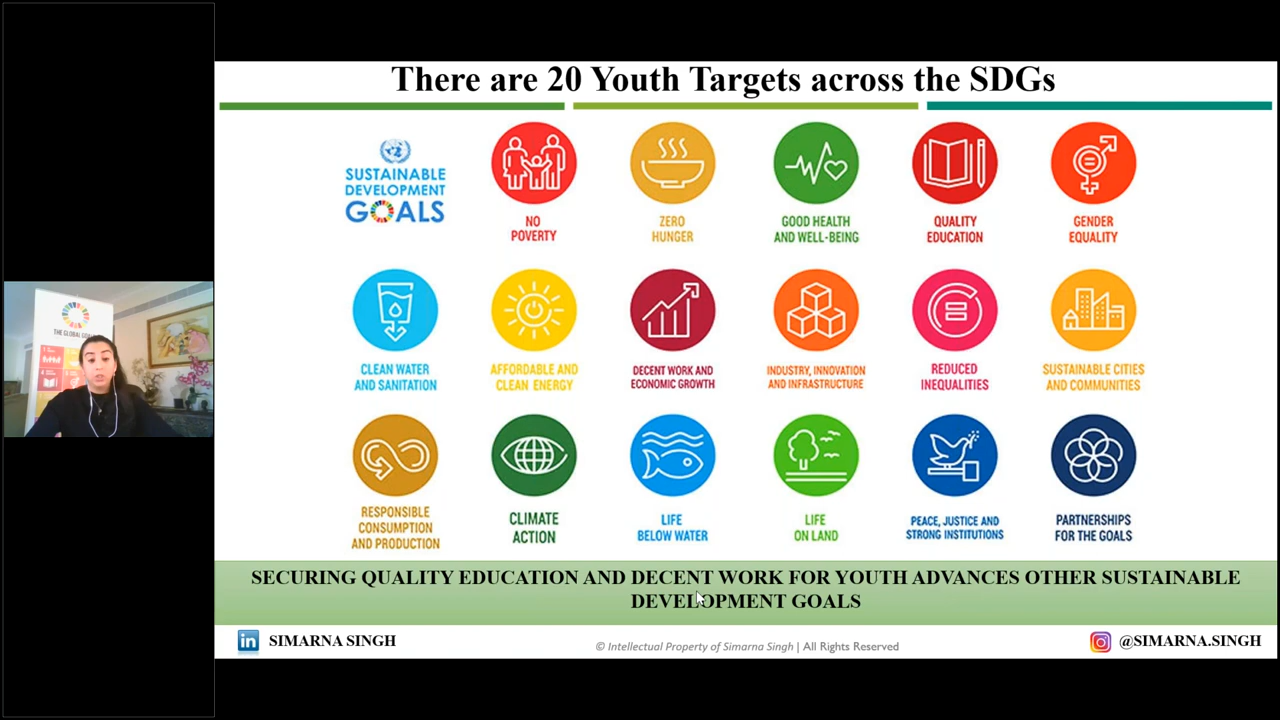 There are 20 Youth Targets across the SDGs
SUSTAINABLE
DEVELOPMENT
GOALS
NO
POVERTY
ZERO
HUNGER
GOOD HEALTH
AND WELL-BEING
QUALITY
EDUCATION
GENDER
EQUALITY
CLEAN WATER
AND SANITATION
AFFORDABLE AND
CLEAN ENERGY
DECENT WORK AND
ECONOMIC GROWTH
INDUSTRY, INNOVATION
AND INFRASTRUCTURE
REDUCED
INEQUALITIES
SUSTAINABLE CITIES
AND COMMUNITIES
RESPONSIBLE
CONSUMPTION
AND PRODUCTION
CLIMATE
ACTION
LIFE
BELOW WATER
LIFE
ON LAND
PEACE, JUSTICE AND
STRONG INSTITUTIONS
PARTNERSHIPS
FOR THE GOALS
THE GLOBAL
SECURING QUALITY EDUCATION AND DECENT WORK FOR YOUTH ADVANCES OTHER SUSTAINABLE
DEVELOPMENT GOALS
in SIMARNA SINGH
© Intellectual Property of Simarna Singh | All Rights Reserved
@SIMARNA.SINGH